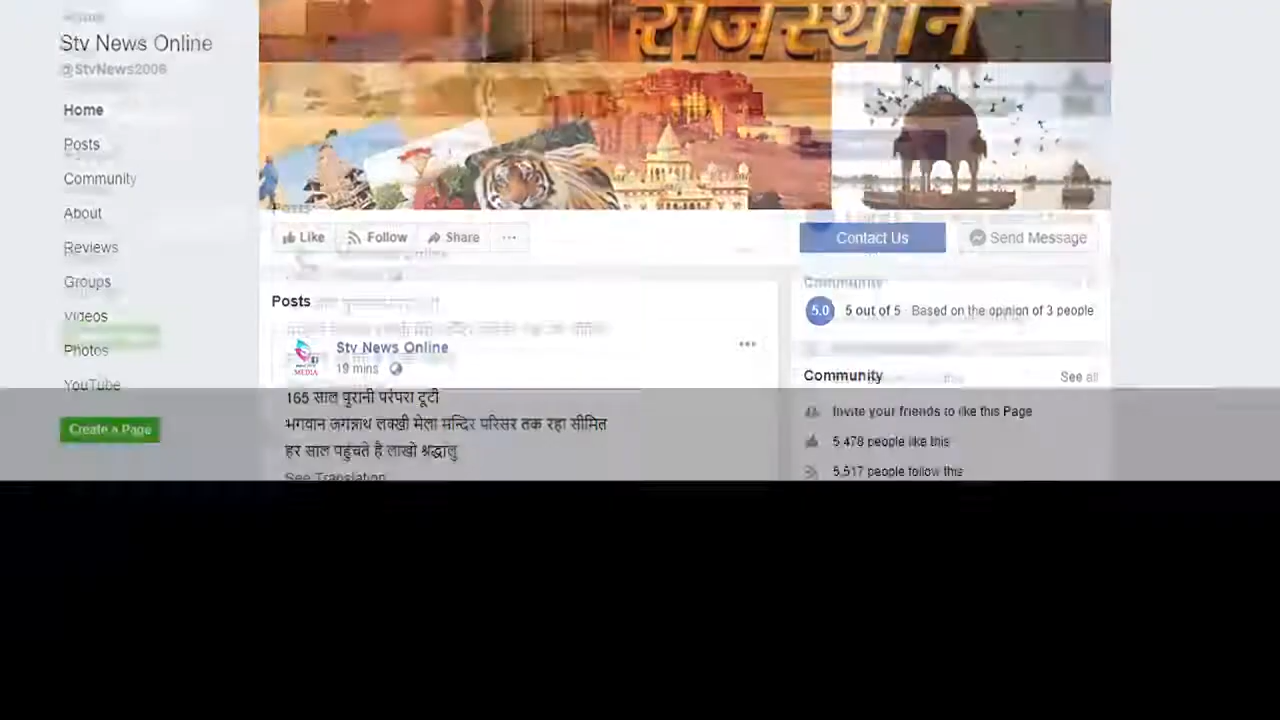 राजस्थान
Stv News Online
@StvNews2006
Home
Posts
Community
About
Reviews
Groups
Videos
Photos
YouTube
Create a Page
Like
Follow
Share
Contact Us
Send Message
Posts
Stv News Online
19 mins
MEDIA
165 साल पुरानी परंपरा टूटी
भगवान जगन्नाथ लक्खी मेला मन्दिर परिसर तक रहा सीमित
हर साल पहुंचते है लाखो श्रद्धालु
See Translation
5.0
5 out of 5 · Based on the opinion of 3 people
Community
See all
Invite your friends to like this Page
5,478 people like this
5,517 people follow this